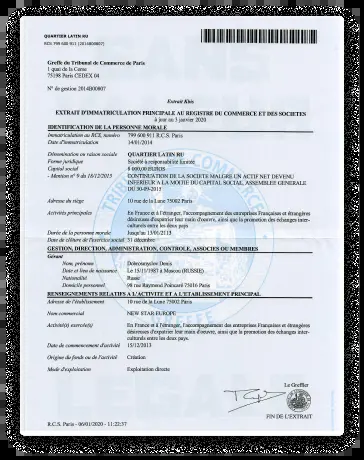 QUARTIER LATIN RU
RCS 799 600 911 (2014B00807)
Greffe du Tribunal de Commerce de Paris
1 quai de la Corse
75198 Paris CEDEX 04
N° de gestion 2014B00807
Extrait Kbis
EXTRAIT D'IMMATRICULATION PRINCIPALE AU REGISTRE DU COMMERCE ET DES SOCIETES
à jour au 3 janvier 2020
IDENTIFICATION DE LA PERSONNE MORALE
Immatriculation au RCS, numéro 799 600 911 R.C.S. Paris
Date d'immatriculation 14/01/2014
Dénomination ou raison sociale QUARTIER LATIN RU
Forme juridique Société à responsabilité limitée
Capital social 8 000,00 EUROS
- Mention n° du 16/12/2015 CONTINUATION DE LA SOCIETE MALGRE UN ACTIF NET DEVENU
INFERIEUR A LA MOITIE DU CAPITAL SOCIAL. ASSEMBLEE GENERALE
DU 30-09-2015
Adresse du siège 10 rue de la Lune 75002 Paris
Activités principales En France et à l'étranger, l'accompagnement des entreprises Françaises et étrangères
désireuses d'expatrier leur main d'oeuvre, ainsi que la promotion des échanges inter-
culturels entre les deux pays
Durée de la personne morale Jusqu'au 13/01/2113
Date de clôture de l'exercice social 31 décembre
GESTION, DIRECTION, ADMINISTRATION, CONTROLE, ASSOCIES OU MEMBRES
Gérant
Nom, prénoms Denis
Date et lieu de naissance Le 15/11/1987 à Moscou (RUSSIE)
Nationalité Russe
Domicile personnel 98 rue Raymond Poincaré 75016 Paris
RENSEIGNEMENTS RELATIFS A L'ACTIVITE ET A L'ETABLISSEMENT PRINCIPAL
Adresse de l'établissement 10 rue de la Lune 75002 Paris
Nom commercial NEW STAR EUROPE
Activité(s) exercée(s) En France et à l'étranger, l'accompagnement des entreprises Françaises et étrangères
désireuses d'expatrier leur main d'oeuvre, ainsi que la promotion des échanges inter-
culturels entre les deux pays
Date de commencement d'activité 15/12/2013
Origine du fonds ou de l'activité Création
Mode d'exploitation Exploitation directe
Le Greffier
FIN DE L'EXTRAIT
R.C.S. Paris - 06/01/2020 - 11:22:37